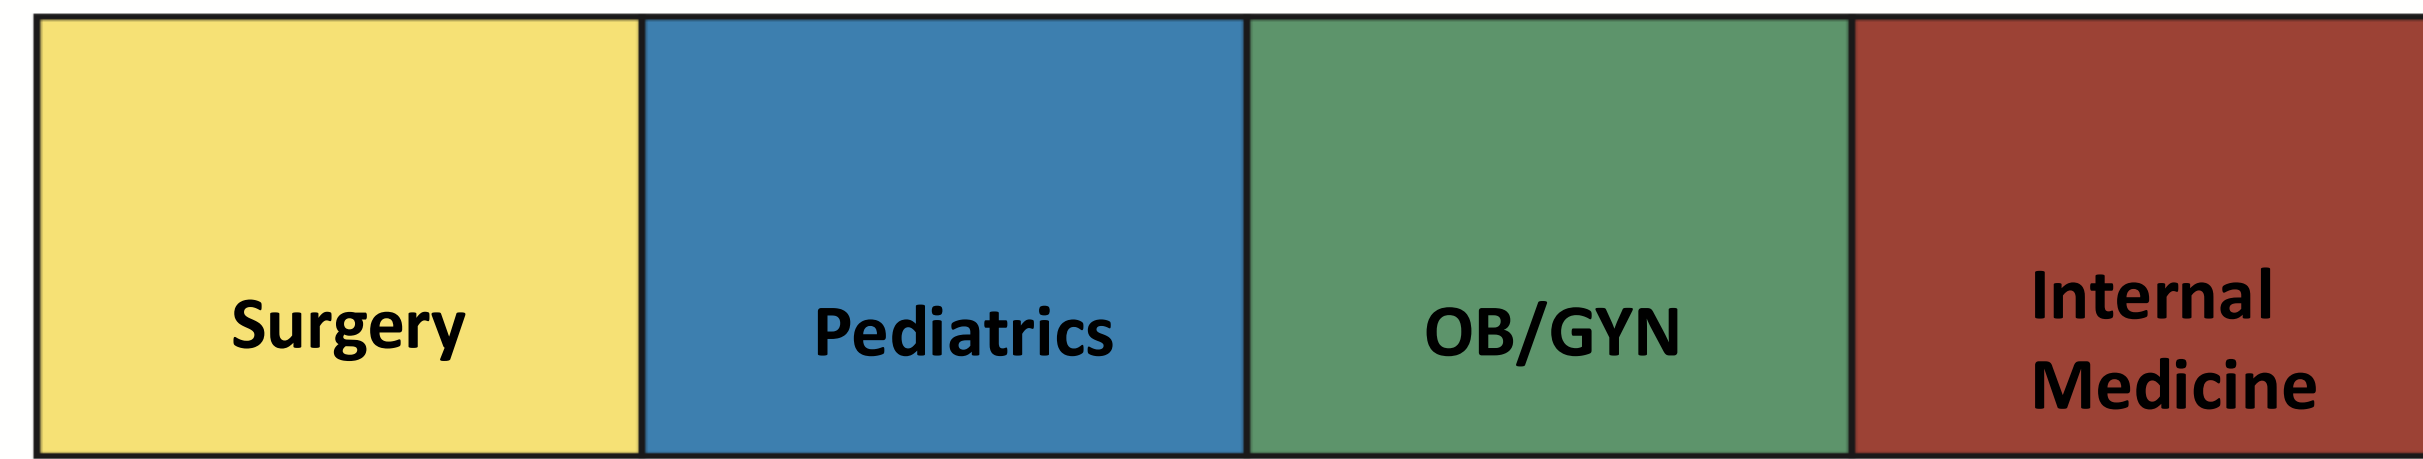 Surgery
Pediatrics
OB/GYN
Internal
Medicine